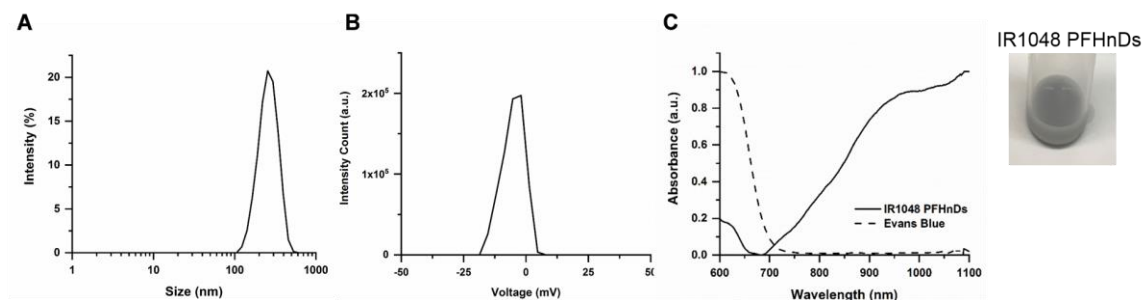 A
Intensity (%)
20
15
10
5
0
1
10
100
1000
Size (nm)
B
Intensity Count (a.u.)
2x10⁵
1x10⁵
0
-50
-25
0
25
50
Voltage (mV)
C
Absorbance (a.u.)
1.0
0.8
0.6
0.4
0.2
0.0
600
700
800
900
1000
1100
IR1048 PFHnDs
Evans Blue
Wavelength (nm)
IR1048 PFHnDs